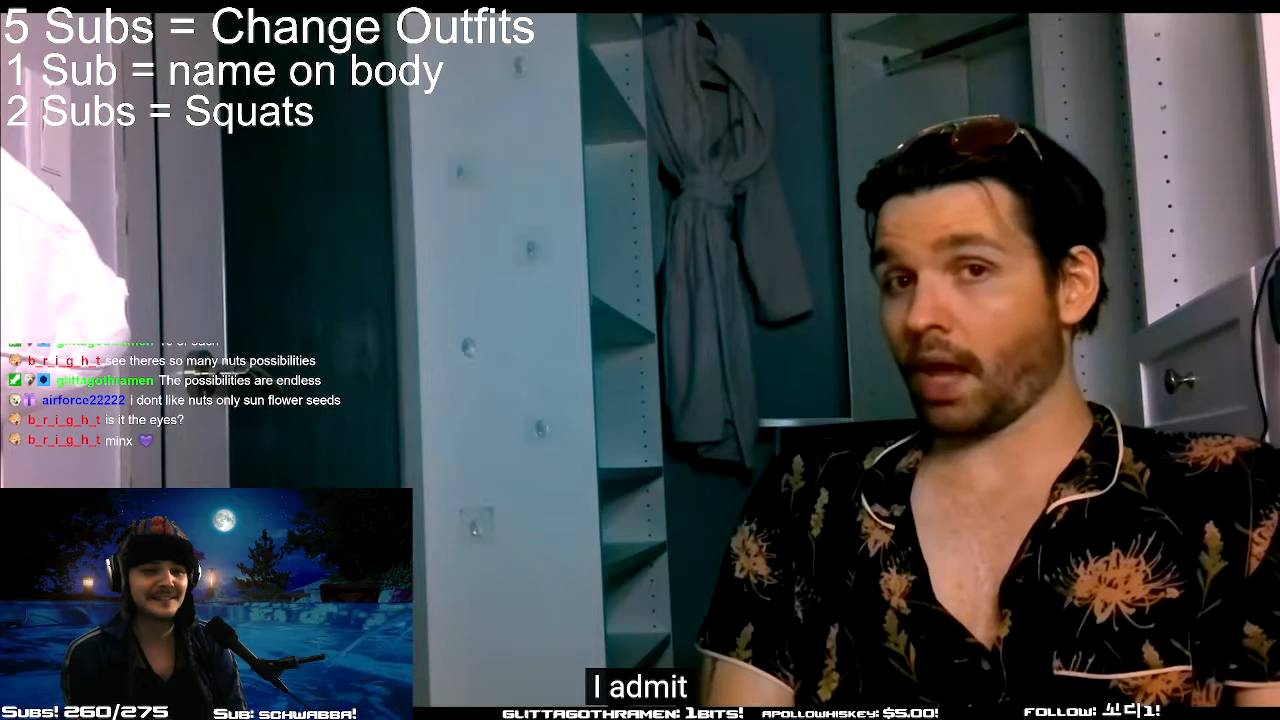 5 Subs = Change Outfits
1 Sub = name on body
2 Subs = Squats
b_r_i_g_h_t see theres so many nuts possibilities
glittagothramen The possibilities are endless
airforce22222 i dont like nuts only sun flower seeds
b_r_i_g_h_t is it the eyes?
b_r_i_g_h_t minx
I admit
Subs! 260/275 Sub: schwabba! glittagothramen: 1bits! apollowhiskey: $5.00! Follow: 꼬디1!